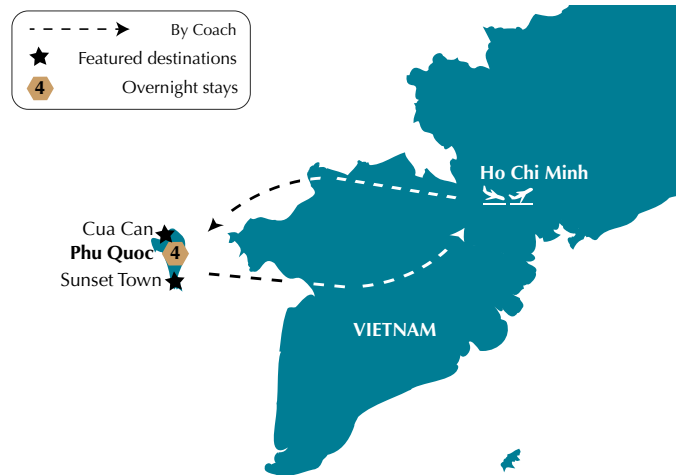 By Coach
Featured destinations
4 Overnight stays
Ho Chi Minh
Cua Can
Phu Quoc 4
Sunset Town
VIETNAM